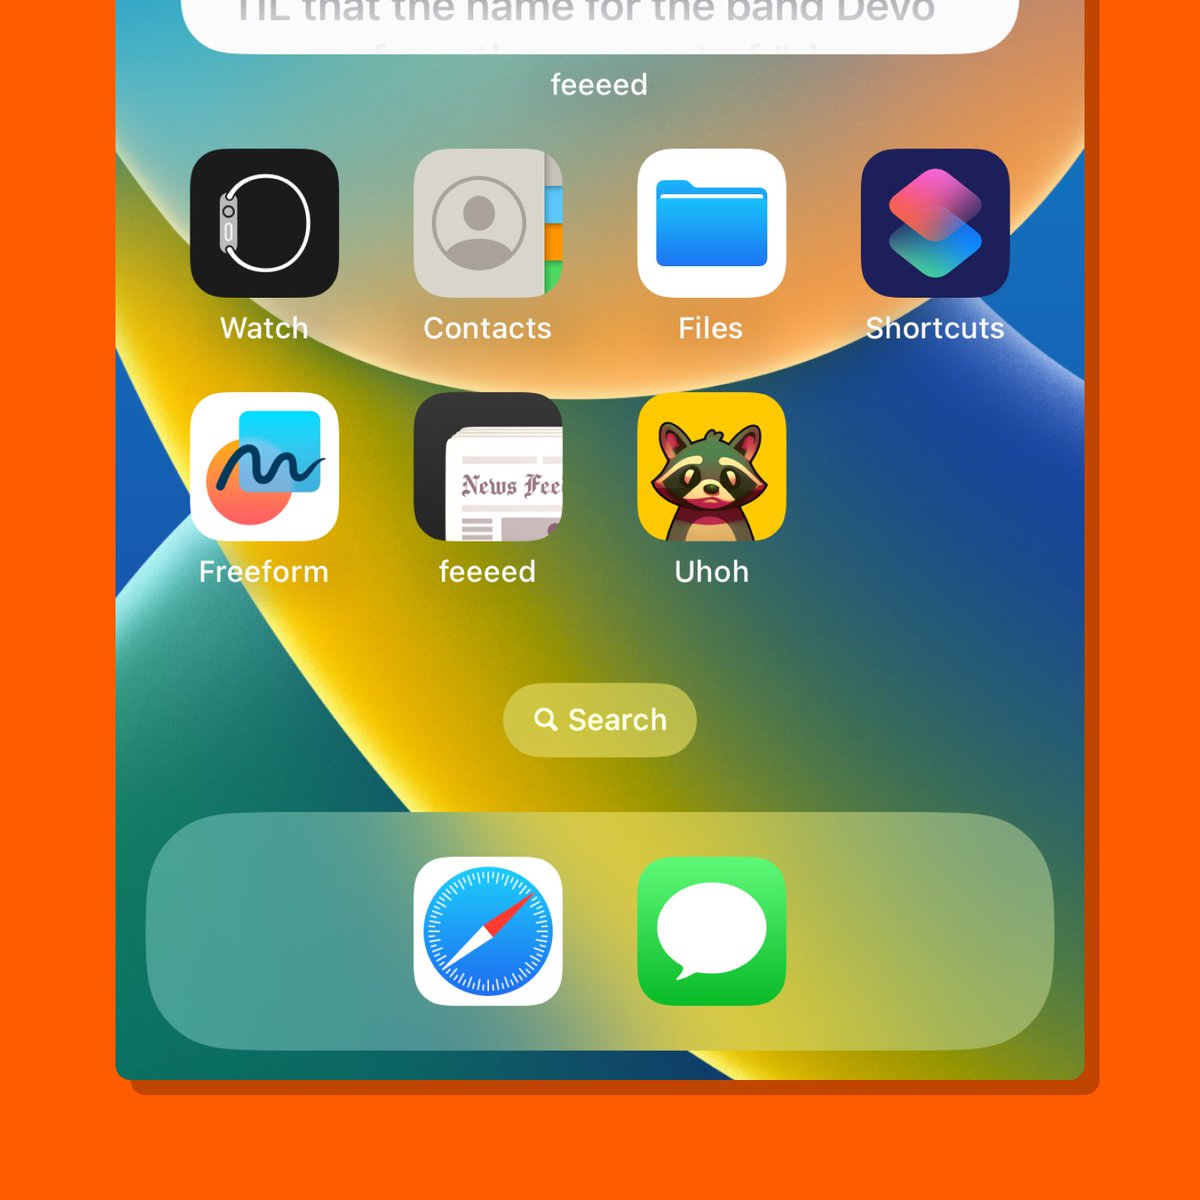 TIL that the name for the band Devo
feeeed
Watch
Contacts
Files
Shortcuts
News Fee
Freeform
feeeed
Uhoh
Search